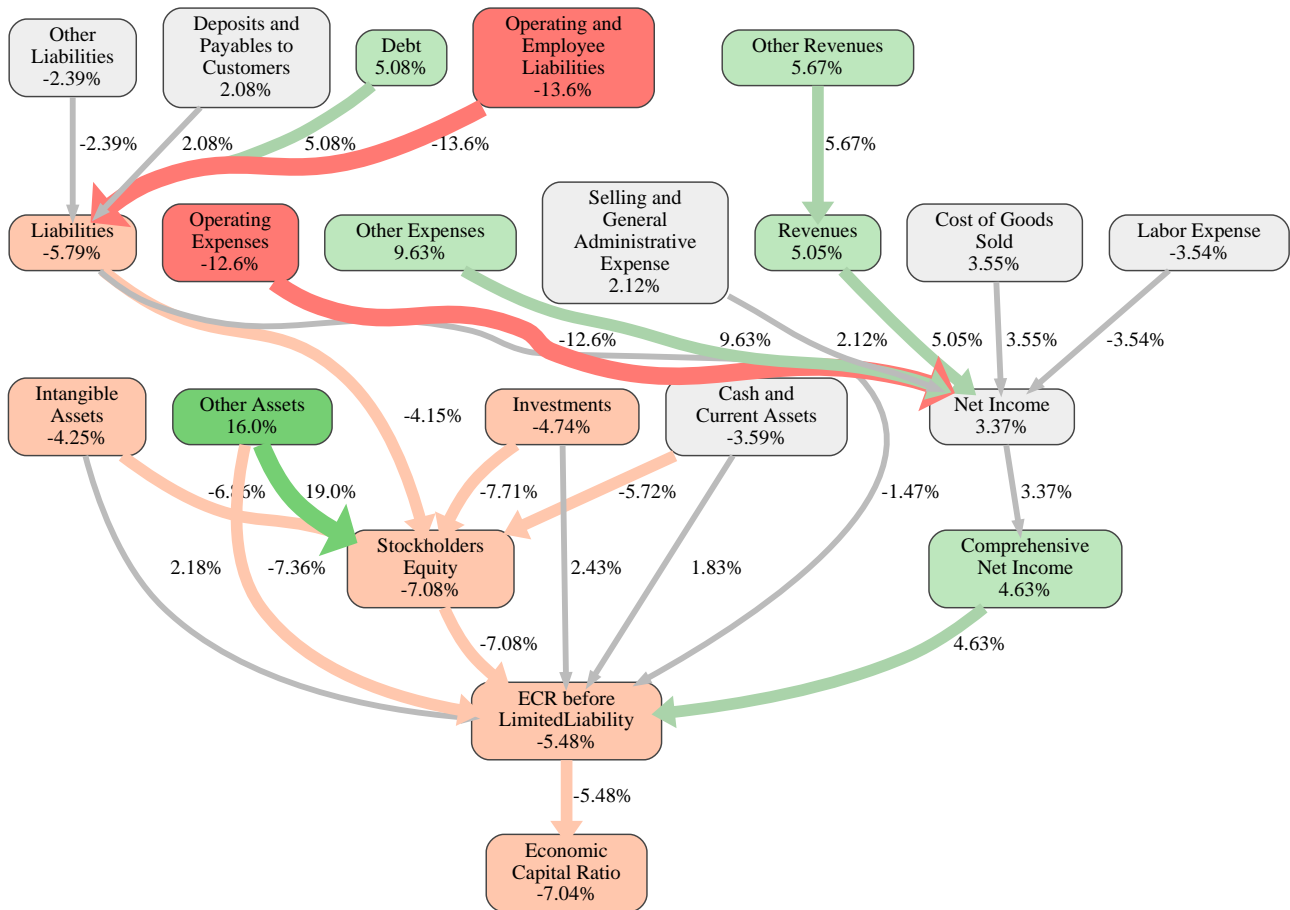 Other
Liabilities
-2.39%
Deposits and
Payables to
Customers
2.08%
Debt
5.08%
Operating and
Employee
Liabilities
-13.6%
Other Revenues
5.67%
-2.39%
2.08%
5.08%
-13.6%
5.67%
Liabilities
-5.79%
Operating
Expenses
-12.6%
Other Expenses
9.63%
Selling and
General
Administrative
Expense
2.12%
Revenues
5.05%
Cost of Goods
Sold
3.55%
Labor Expense
-3.54%
-12.6%
9.63%
2.12%
5.05%
3.55%
-3.54%
Intangible
Assets
-4.25%
Other Assets
16.0%
-4.15%
Investments
-4.74%
Cash and
Current Assets
-3.59%
Net Income
3.37%
-6.86%
19.0%
-7.71%
-5.72%
-1.47%
3.37%
Stockholders
Equity
-7.08%
Comprehensive
Net Income
4.63%
2.18%
-7.36%
2.43%
1.83%
-7.08%
4.63%
ECR before
LimitedLiability
-5.48%
-5.48%
Economic
Capital Ratio
-7.04%